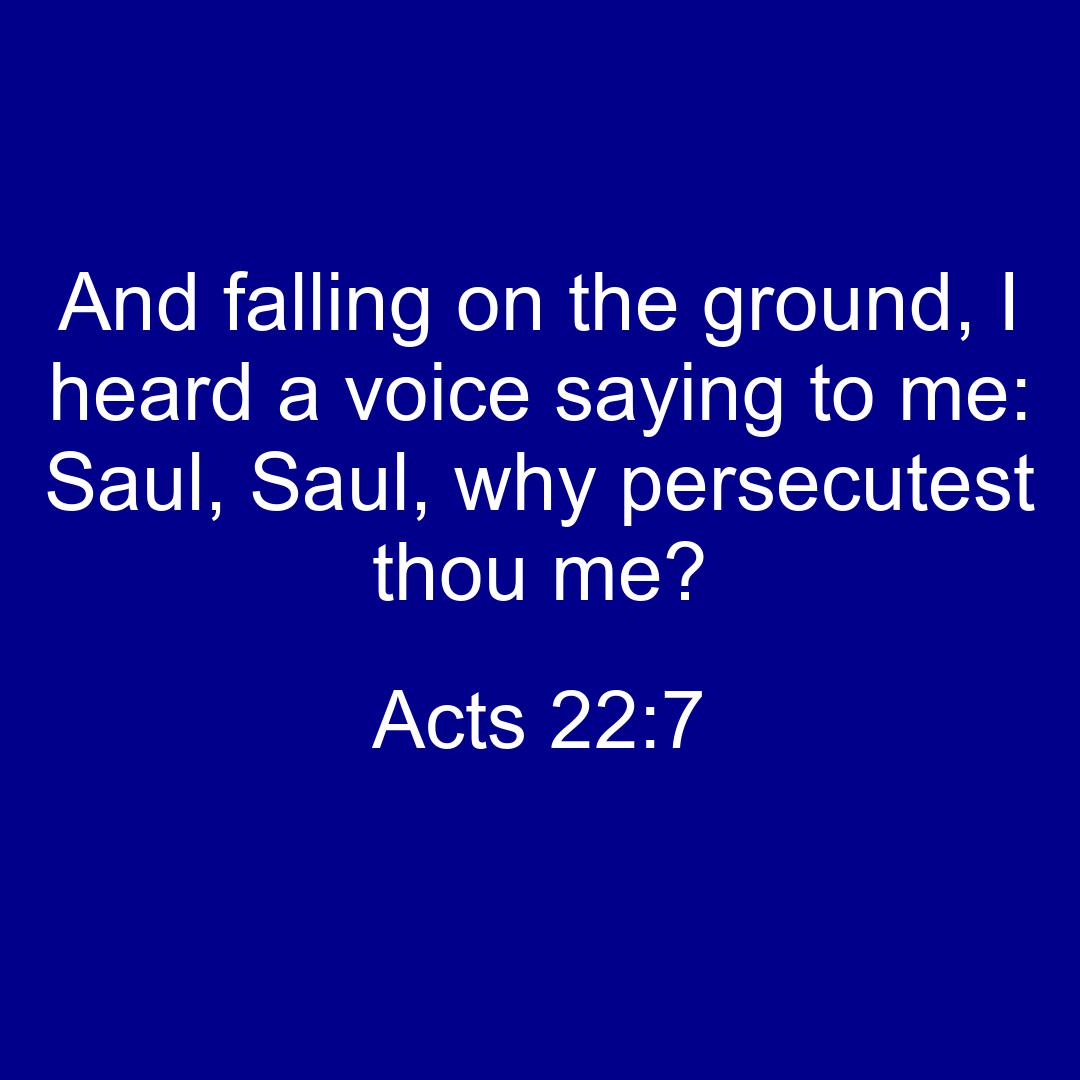 And falling on the ground, I
heard a voice saying to me:
Saul, Saul, why persecutest
thou me?
Acts 22:7